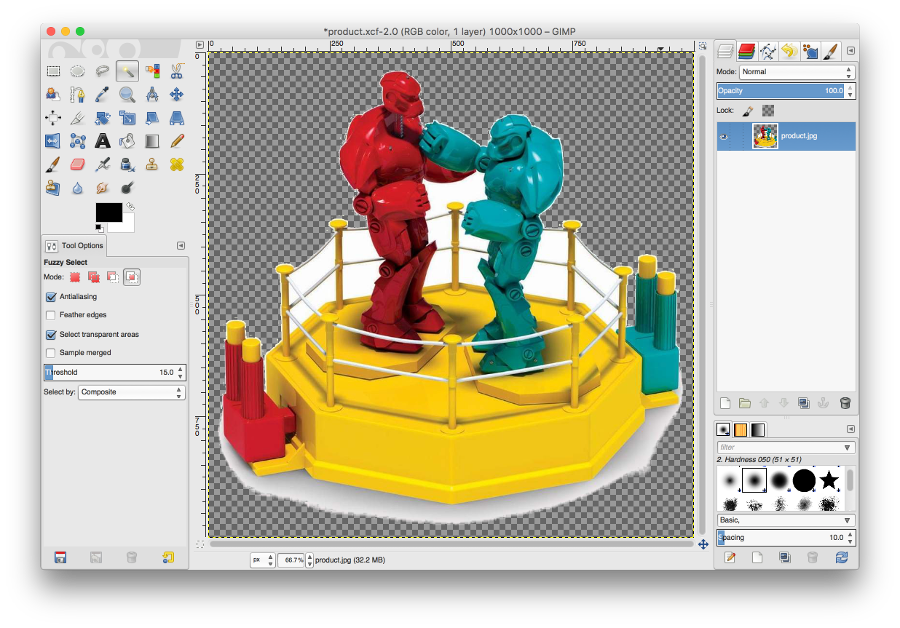 *product.xcf-2.0 (RGB color, 1 layer) 1000x1000 – GIMP
0 250 500 750
0
250
500
750
Mode: Normal
Opacity 100.0
Lock:
product.jpg
Tool Options
Fuzzy Select
Mode:
Antialiasing
Feather edges
Select transparent areas
Sample merged
Threshold 15.0
Select by: Composite
px 66.7% product.jpg (32.2 MB)
filter
2. Hardness 050 (51 × 51)
Basic,
Spacing 10.0